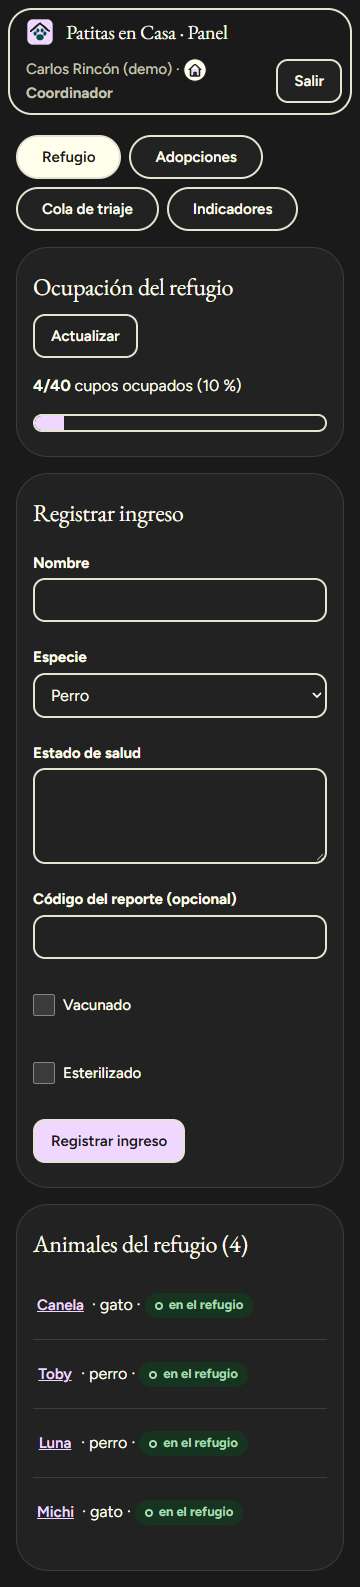 Patitas en Casa · Panel
Carlos Rincón (demo) ·
Coordinador
Salir
Refugio
Adopciones
Cola de triaje
Indicadores
Ocupación del refugio
Actualizar
4/40 cupos ocupados (10 %)
Registrar ingreso
Nombre
Especie
Perro
Estado de salud
Código del reporte (opcional)
Vacunado
Esterilizado
Registrar ingreso
Animales del refugio (4)
Canela · gato · en el refugio
Toby · perro · en el refugio
Luna · perro · en el refugio
Michi · gato · en el refugio